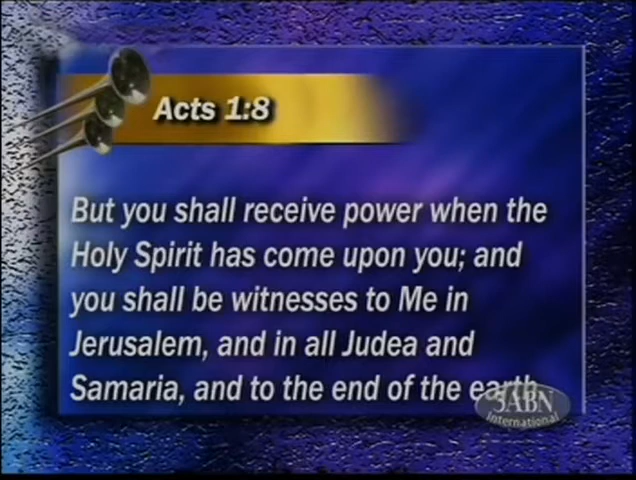 Acts 1:8
But you shall receive power when the
Holy Spirit has come upon you; and
you shall be witnesses to Me in
Jerusalem, and in all Judea and
Samaria, and to the end of the earth
3ABN
International